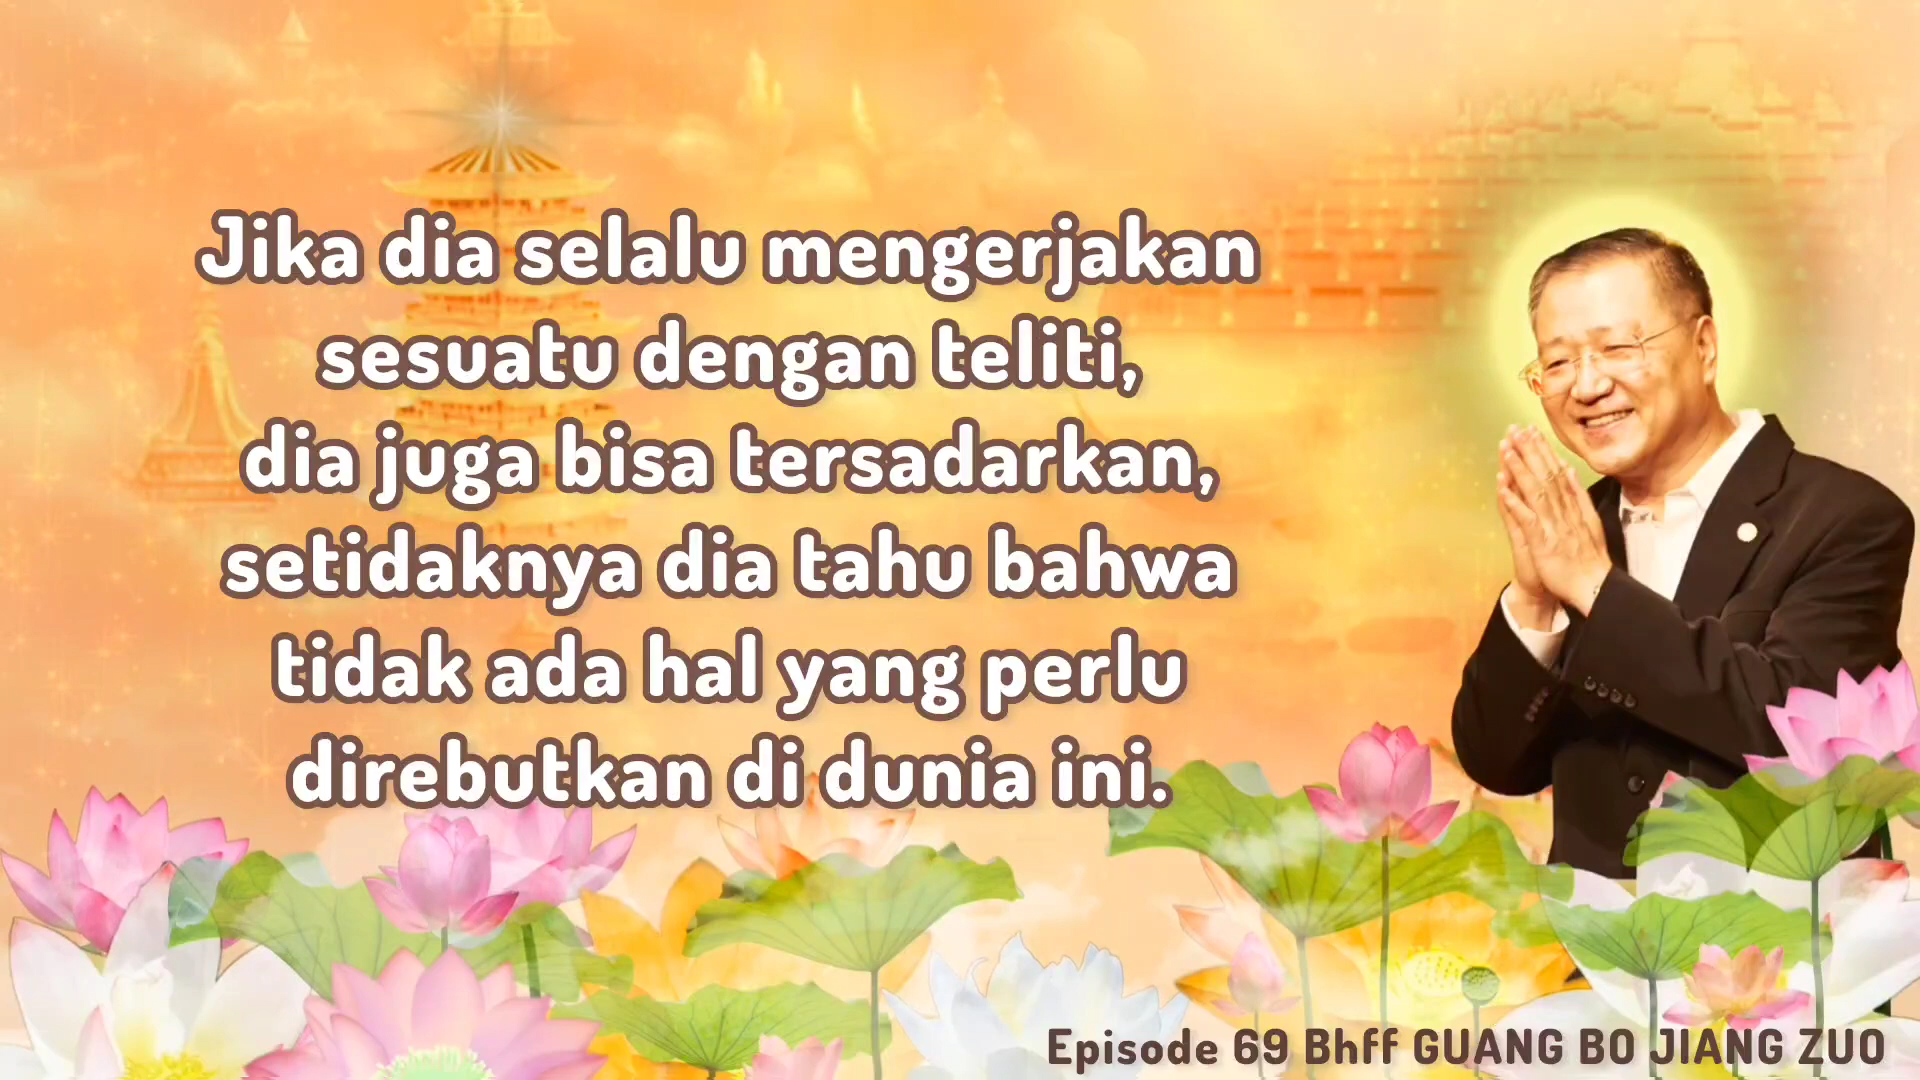 Jika dia selalu mengerjakan
sesuatu dengan teliti,
dia juga bisa tersadarkan,
setidaknya dia tahu bahwa
tidak ada hal yang perlu
direbutkan di dunia ini.
Episode 69 Bhff GUANG BO JIANG ZUO